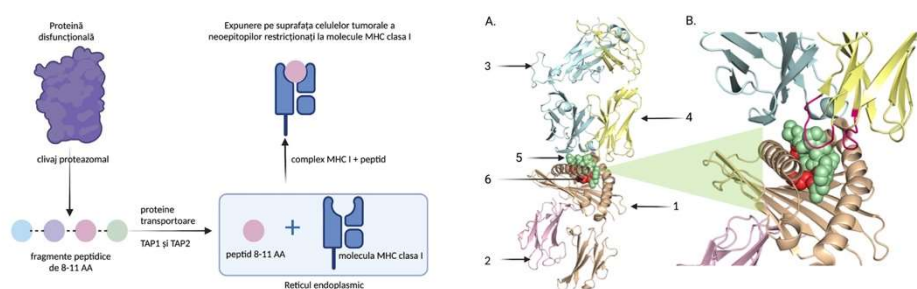 Proteină
disfuncțională
clivaj proteazomal
fragmente peptidice
de 8-11 AA
proteine
transportoare
TAP1 și TAP2
Expunere pe suprafața celulelor tumorale a
neoepitopilor restricționați la molecule MHC clasa I
complex MHC I + peptid
+
peptid 8-11 AA
molecula MHC clasa I
Reticul endoplasmic
A.
3
4
5
6
1
2
B.